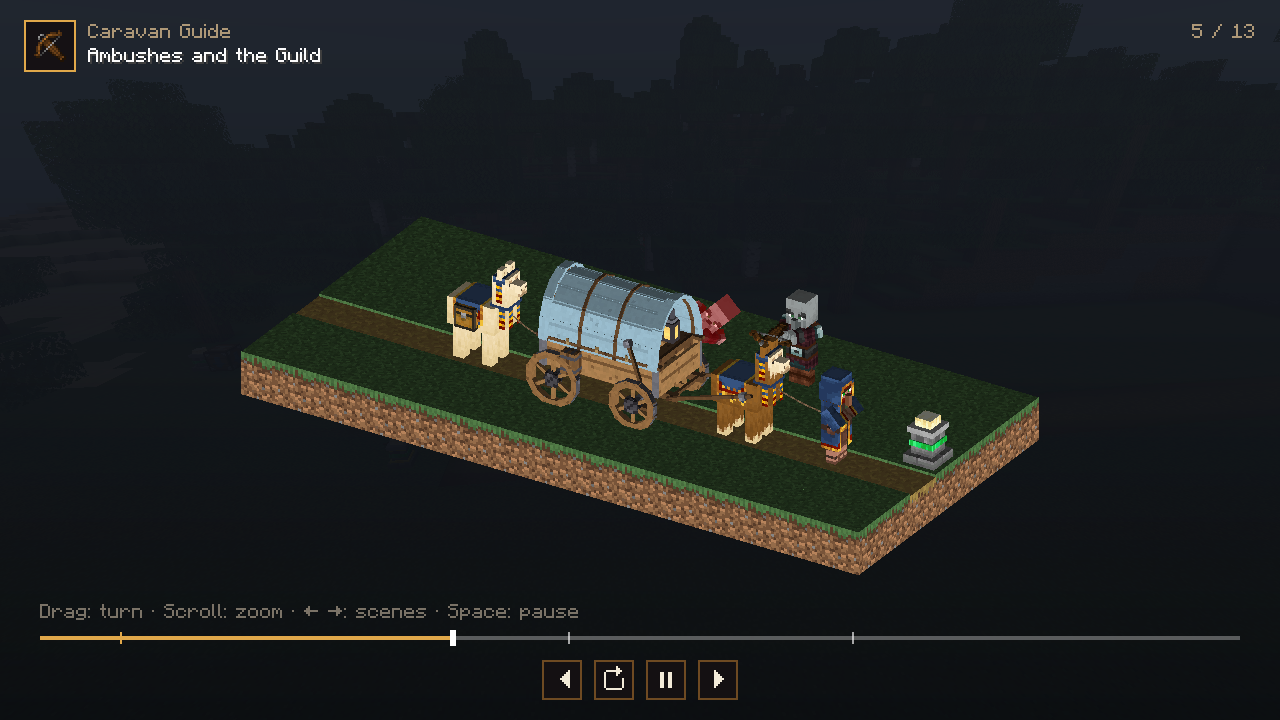 Caravan Guide
Ambushes and the Guild
5 / 13
Drag: turn · Scroll: zoom · ← →: scenes · Space: pause